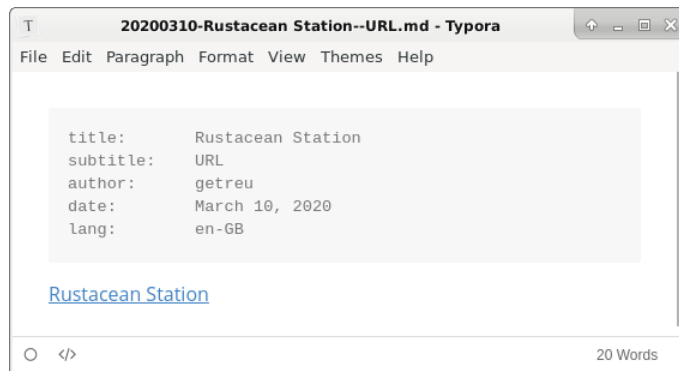 T 20200310-Rustacean Station--URL.md - Typora
File Edit Paragraph Format View Themes Help
title: Rustacean Station
subtitle: URL
author: getreu
date: March 10, 2020
lang: en-GB
Rustacean Station
</> 20 Words